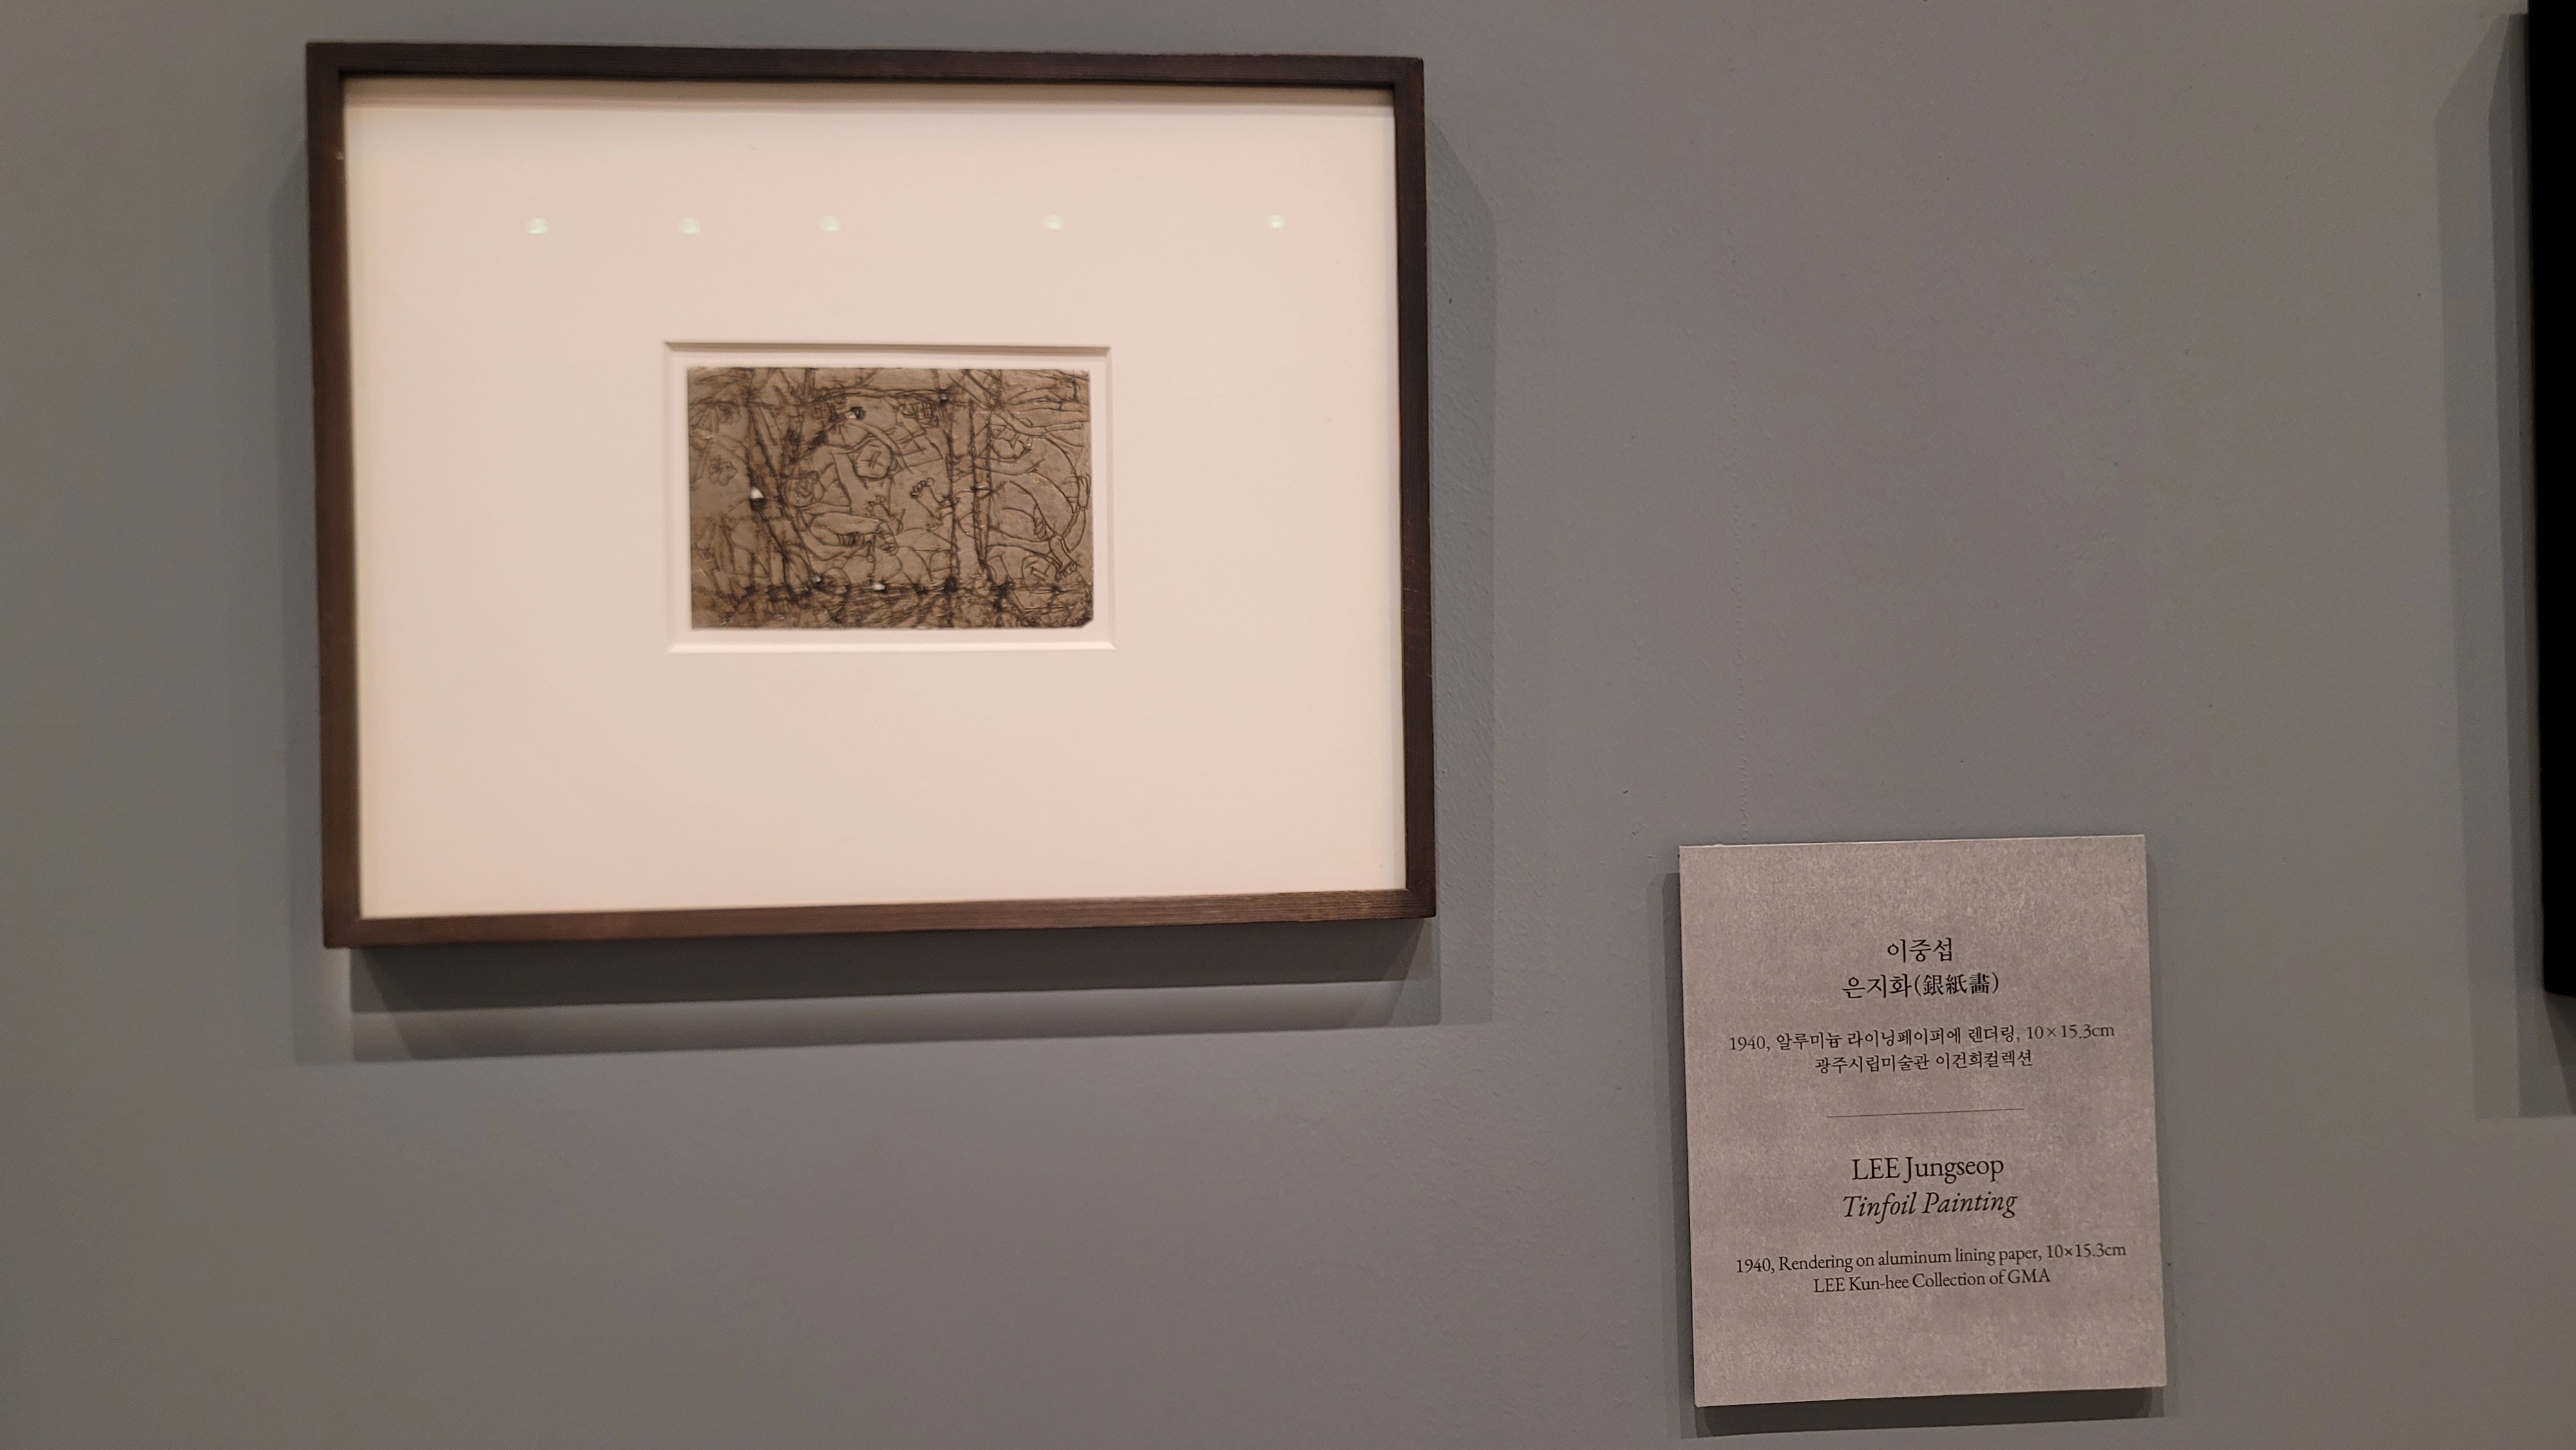 이중섭
은지화(銀紙畵)
1940, 알루미늄 라이닝페이퍼에 렌더링, 10×15.3cm
광주시립미술관 이건희컬렉션
LEE Jungseop
Tinfoil Painting
1940, Rendering on aluminum lining paper, 10×15.3cm
LEE Kun-hee Collection of GMA